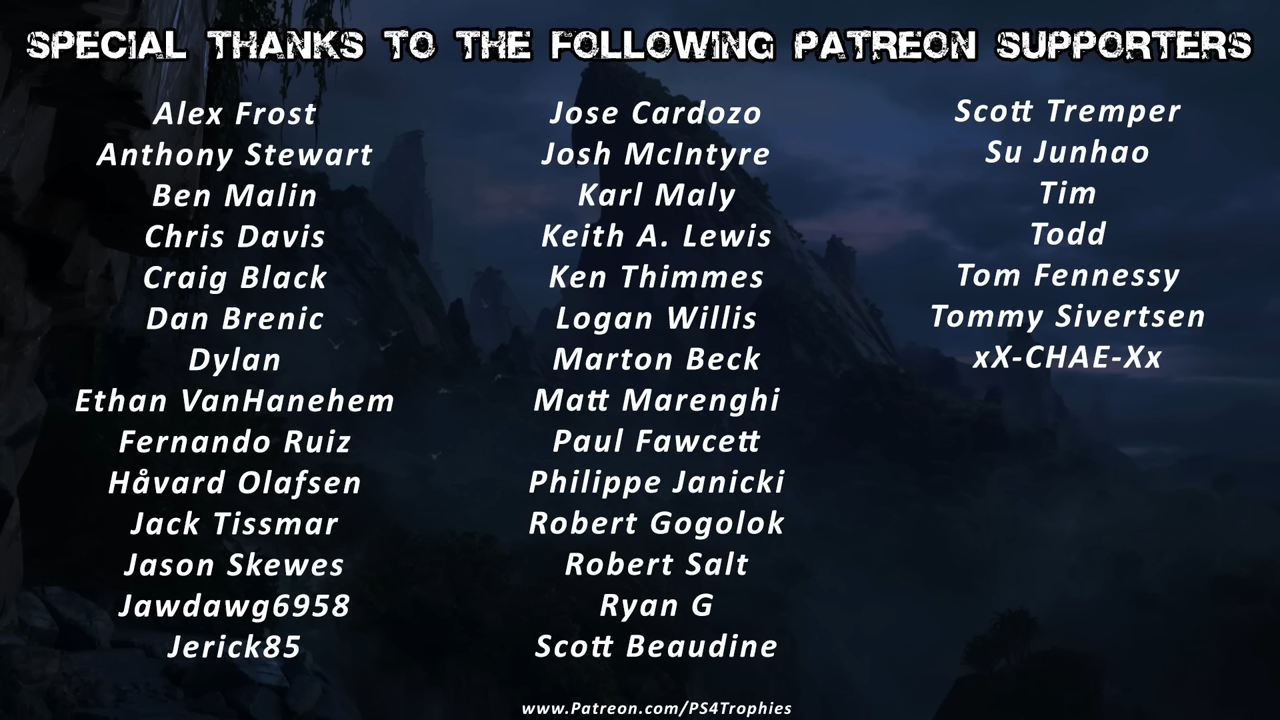 SPECIAL THANKS TO THE FOLLOWING PATREON SUPPORTERS
Alex Frost
Anthony Stewart
Ben Malin
Chris Davis
Craig Black
Dan Brenic
Dylan
Ethan VanHanehem
Fernando Ruiz
Håvard Olafsen
Jack Tissmar
Jason Skewes
Jawdawg6958
Jerick85
Jose Cardozo
Josh McIntyre
Karl Maly
Keith A. Lewis
Ken Thimmes
Logan Willis
Marton Beck
Matt Marenghi
Paul Fawcett
Philippe Janicki
Robert Gogolok
Robert Salt
Ryan G
Scott Beaudine
Scott Tremper
Su Junhao
Tim
Todd
Tom Fennessy
Tommy Sivertsen
xX-CHAE-Xx
www.Patreon.com/PS4Trophies